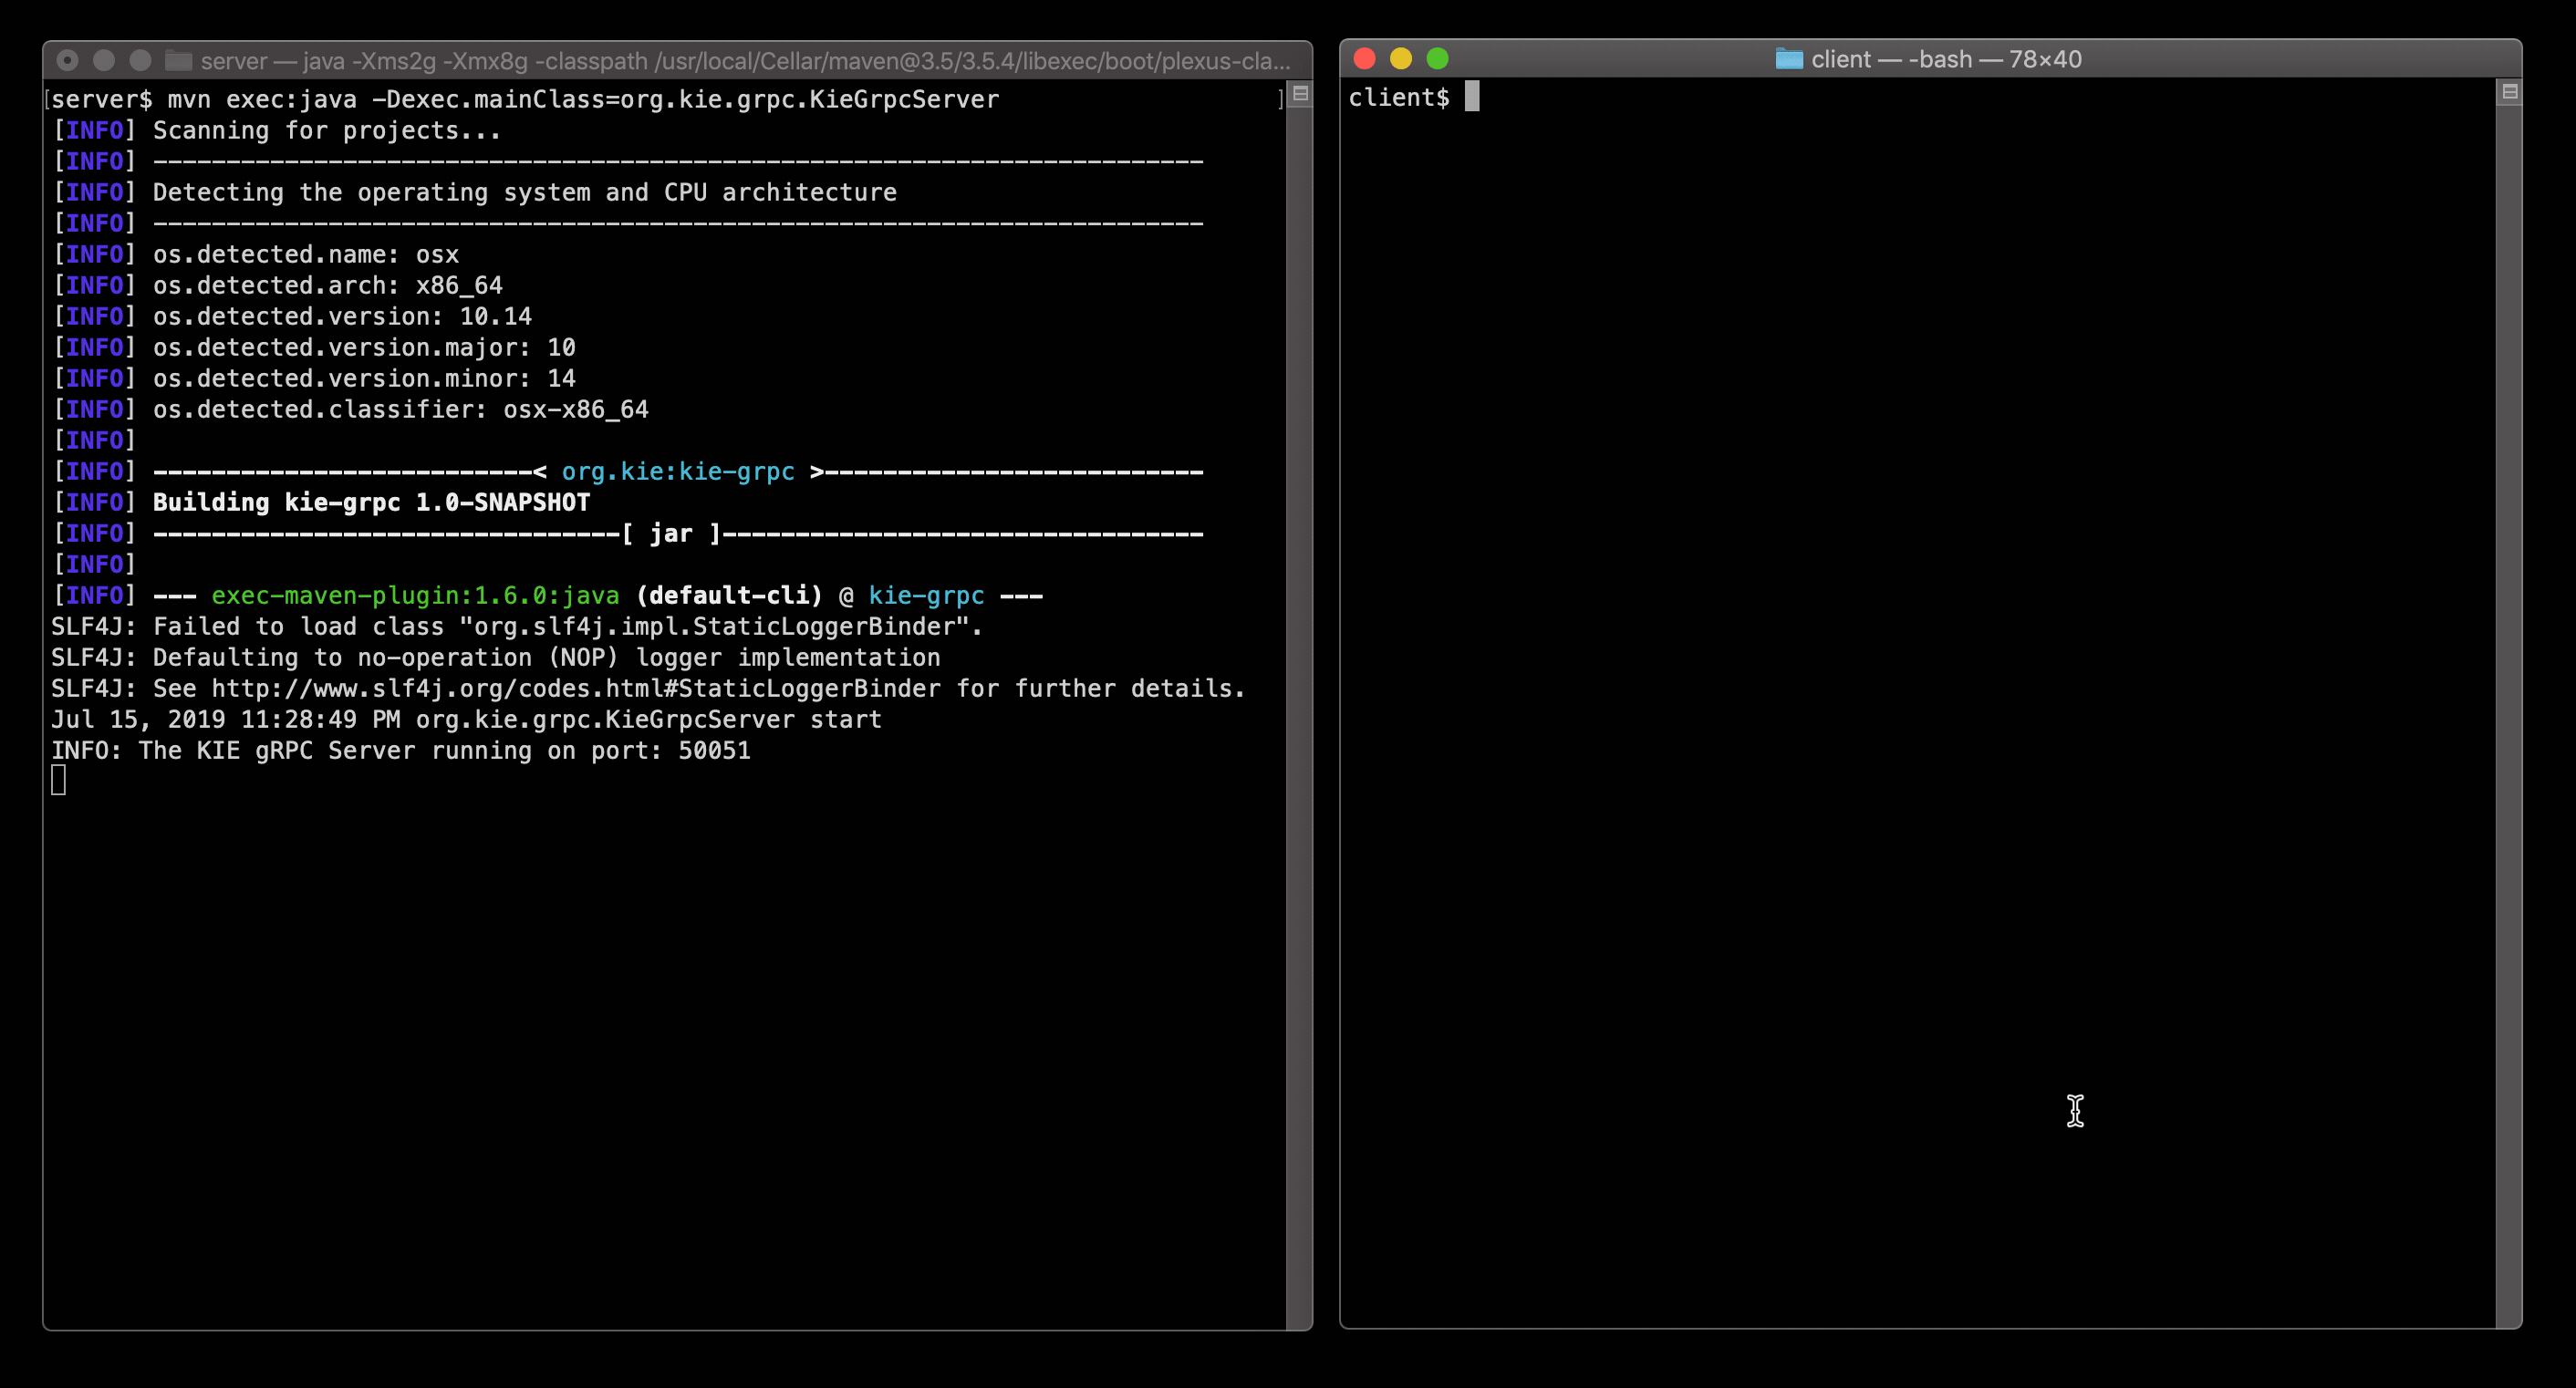 server — java -Xms2g -Xmx8g -classpath /usr/local/Cellar/maven@3.5/3.5.4/libexec/boot/plexus-cla...
[server$ mvn exec:java -Dexec.mainClass=org.kie.grpc.KieGrpcServer ]
[INFO] Scanning for projects...
[INFO] ------------------------------------------------------------------------
[INFO] Detecting the operating system and CPU architecture
[INFO] ------------------------------------------------------------------------
[INFO] os.detected.name: osx
[INFO] os.detected.arch: x86_64
[INFO] os.detected.version: 10.14
[INFO] os.detected.version.major: 10
[INFO] os.detected.version.minor: 14
[INFO] os.detected.classifier: osx-x86_64
[INFO]
[INFO] --------------------------< org.kie:kie-grpc >--------------------------
[INFO] Building kie-grpc 1.0-SNAPSHOT
[INFO] --------------------------------[ jar ]---------------------------------
[INFO]
[INFO] --- exec-maven-plugin:1.6.0:java (default-cli) @ kie-grpc ---
SLF4J: Failed to load class "org.slf4j.impl.StaticLoggerBinder".
SLF4J: Defaulting to no-operation (NOP) logger implementation
SLF4J: See http://www.slf4j.org/codes.html#StaticLoggerBinder for further details.
Jul 15, 2019 11:28:49 PM org.kie.grpc.KieGrpcServer start
INFO: The KIE gRPC Server running on port: 50051
client — -bash — 78×40
client$